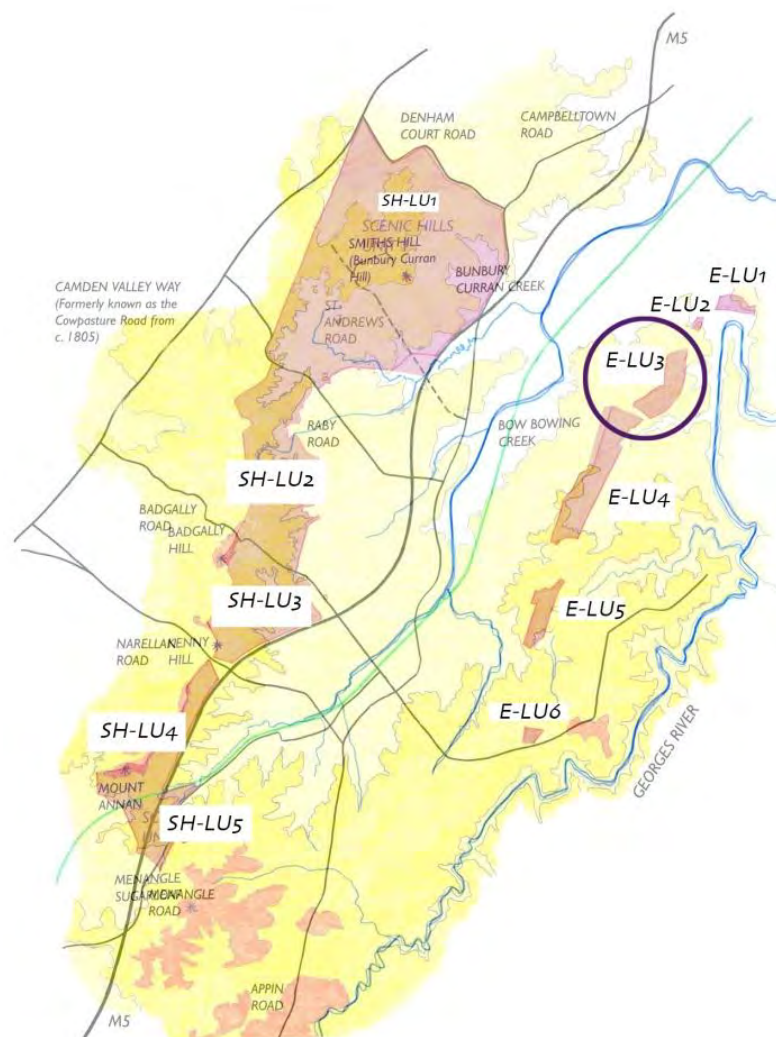 M5
DENHAM
COURT ROAD
CAMPBELLTOWN
ROAD
SH-LU1
SCENIC HILLS
SMITHS HILL
(Bunbury Curran
Hill)
BUNBURY
CURRAN CREEK
E-LU1
E-LU2
CAMDEN VALLEY WAY
(Formerly known as the
Cowpasture Road from
c. 1805)
ST
ANDREWS
ROAD
E-LU3
RABY
ROAD
BOW BOWING
CREEK
SH-LU2
E-LU4
BADGALLY
ROAD
BADGALLY
HILL
SH-LU3
E-LU5
NARELLAN
ROAD
KENNY
HILL
E-LU6
SH-LU4
GEORGES RIVER
MOUNT
ANNAN
SH-LU5
MENANGLE
SUGARLOAF
MENANGLE
ROAD
APPIN
ROAD
M5